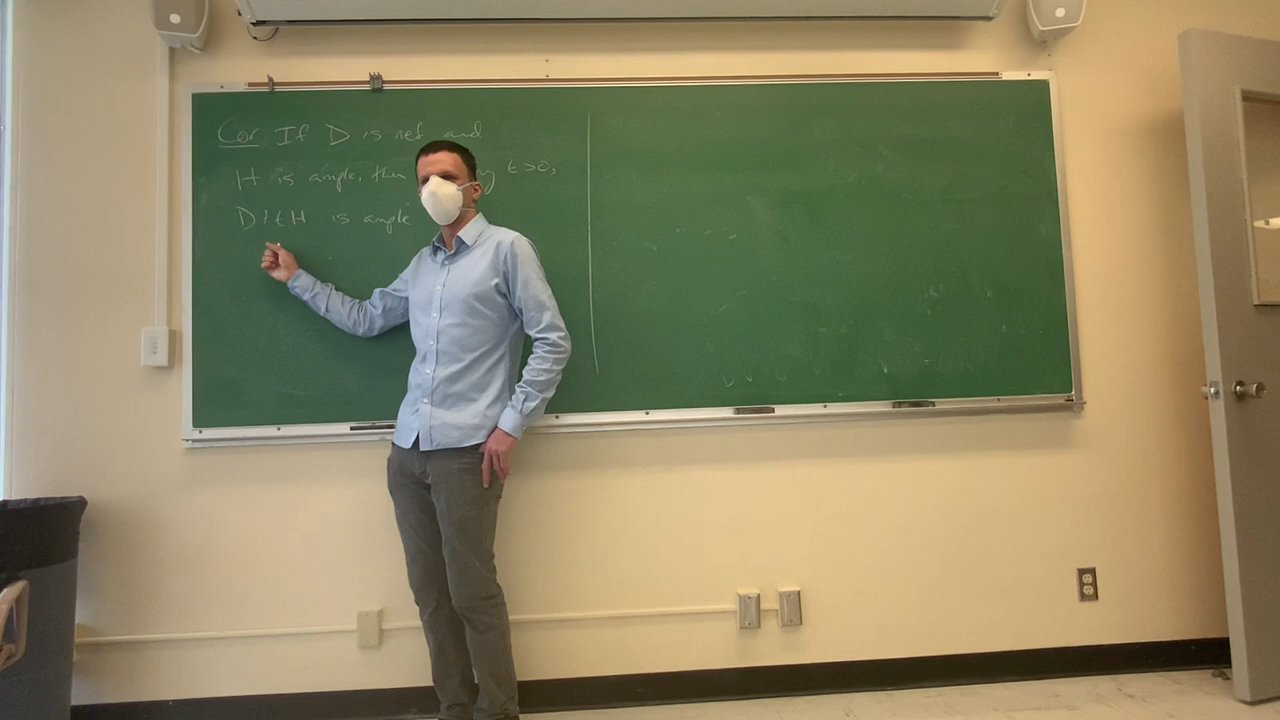 Cor If D is nef and
H is ample, then t>0,
D+tH is ample